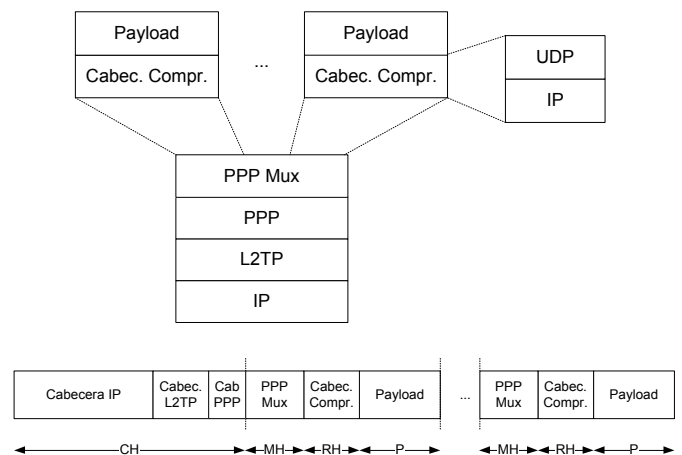 Payload
Cabec. Compr.
...
Payload
Cabec. Compr.
UDP
IP
PPP Mux
PPP
L2TP
IP
Cabecera IP
Cabec.
L2TP
Cab
PPP
PPP
Mux
Cabec.
Compr.
Payload
...
PPP
Mux
Cabec.
Compr.
Payload
CH
MH
RH
P
MH
RH
P